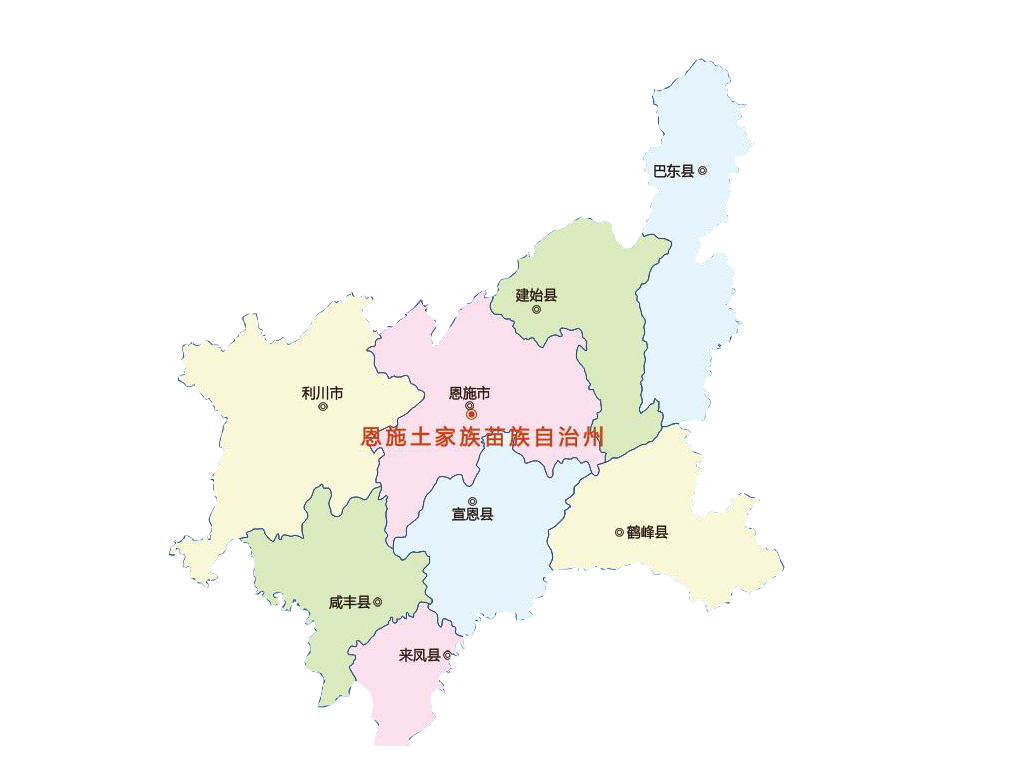 巴东县
建始县
利川市
恩施市
恩施土家族苗族自治州
宣恩县
鹤峰县
咸丰县
来凤县